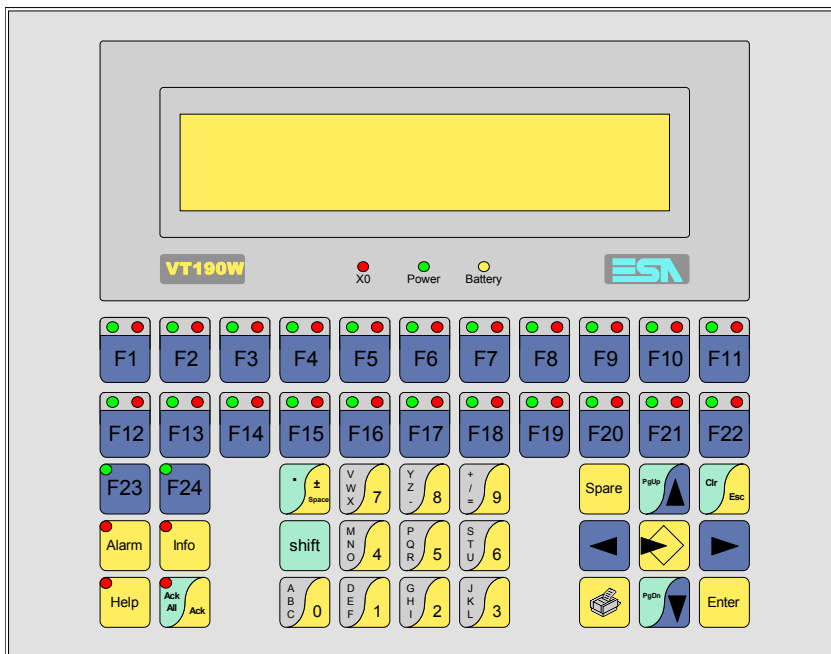 VT190W
X0 Power Battery
ESA
F1 F2 F3 F4 F5 F6 F7 F8 F9 F10 F11
F12 F13 F14 F15 F16 F17 F18 F19 F20 F21 F22
F23 F24
. ± Space
V W X 7
Y Z - 8
+ / = 9
Spare
PgUp
Clr Esc
Alarm Info
shift
M N O 4
P Q R 5
S T U 6
Help
Ack All Ack
A B C 0
D E F 1
G H I 2
J K L 3
PgDn
Enter